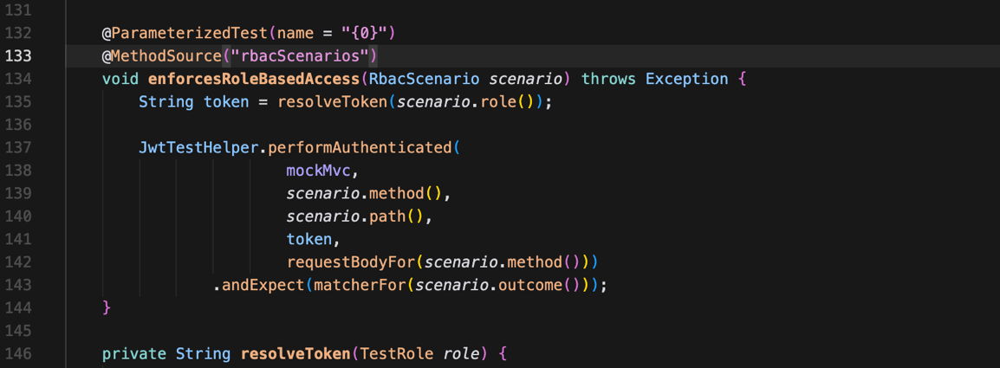 131
132 @ParameterizedTest(name = "{0}")
133 @MethodSource("rbacScenarios")
134 void enforcesRoleBasedAccess(RbacScenario scenario) throws Exception {
135 String token = resolveToken(scenario.role());
136
137 JwtTestHelper.performAuthenticated(
138 mockMvc,
139 scenario.method(),
140 scenario.path(),
141 token,
142 requestBodyFor(scenario.method()))
143 .andExpect(matcherFor(scenario.outcome()));
144 }
145
146 private String resolveToken(TestRole role) {